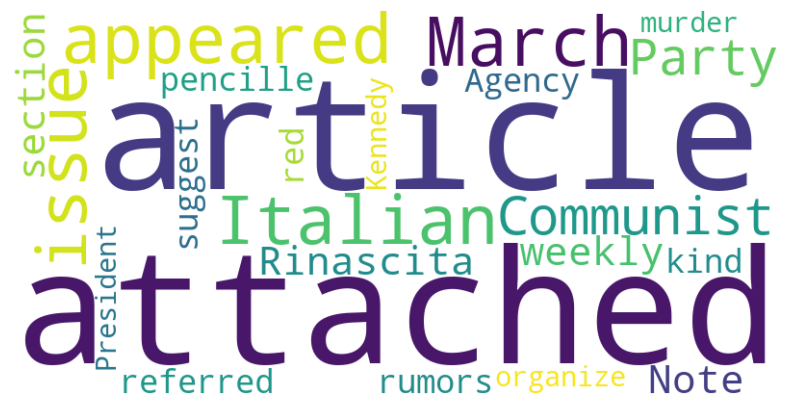 appeared March murder
section pencille Agency Party
issue article
suggest red Kennedy
Italian Communist
President Rinascita weekly kind
attached
referred rumors organize Note